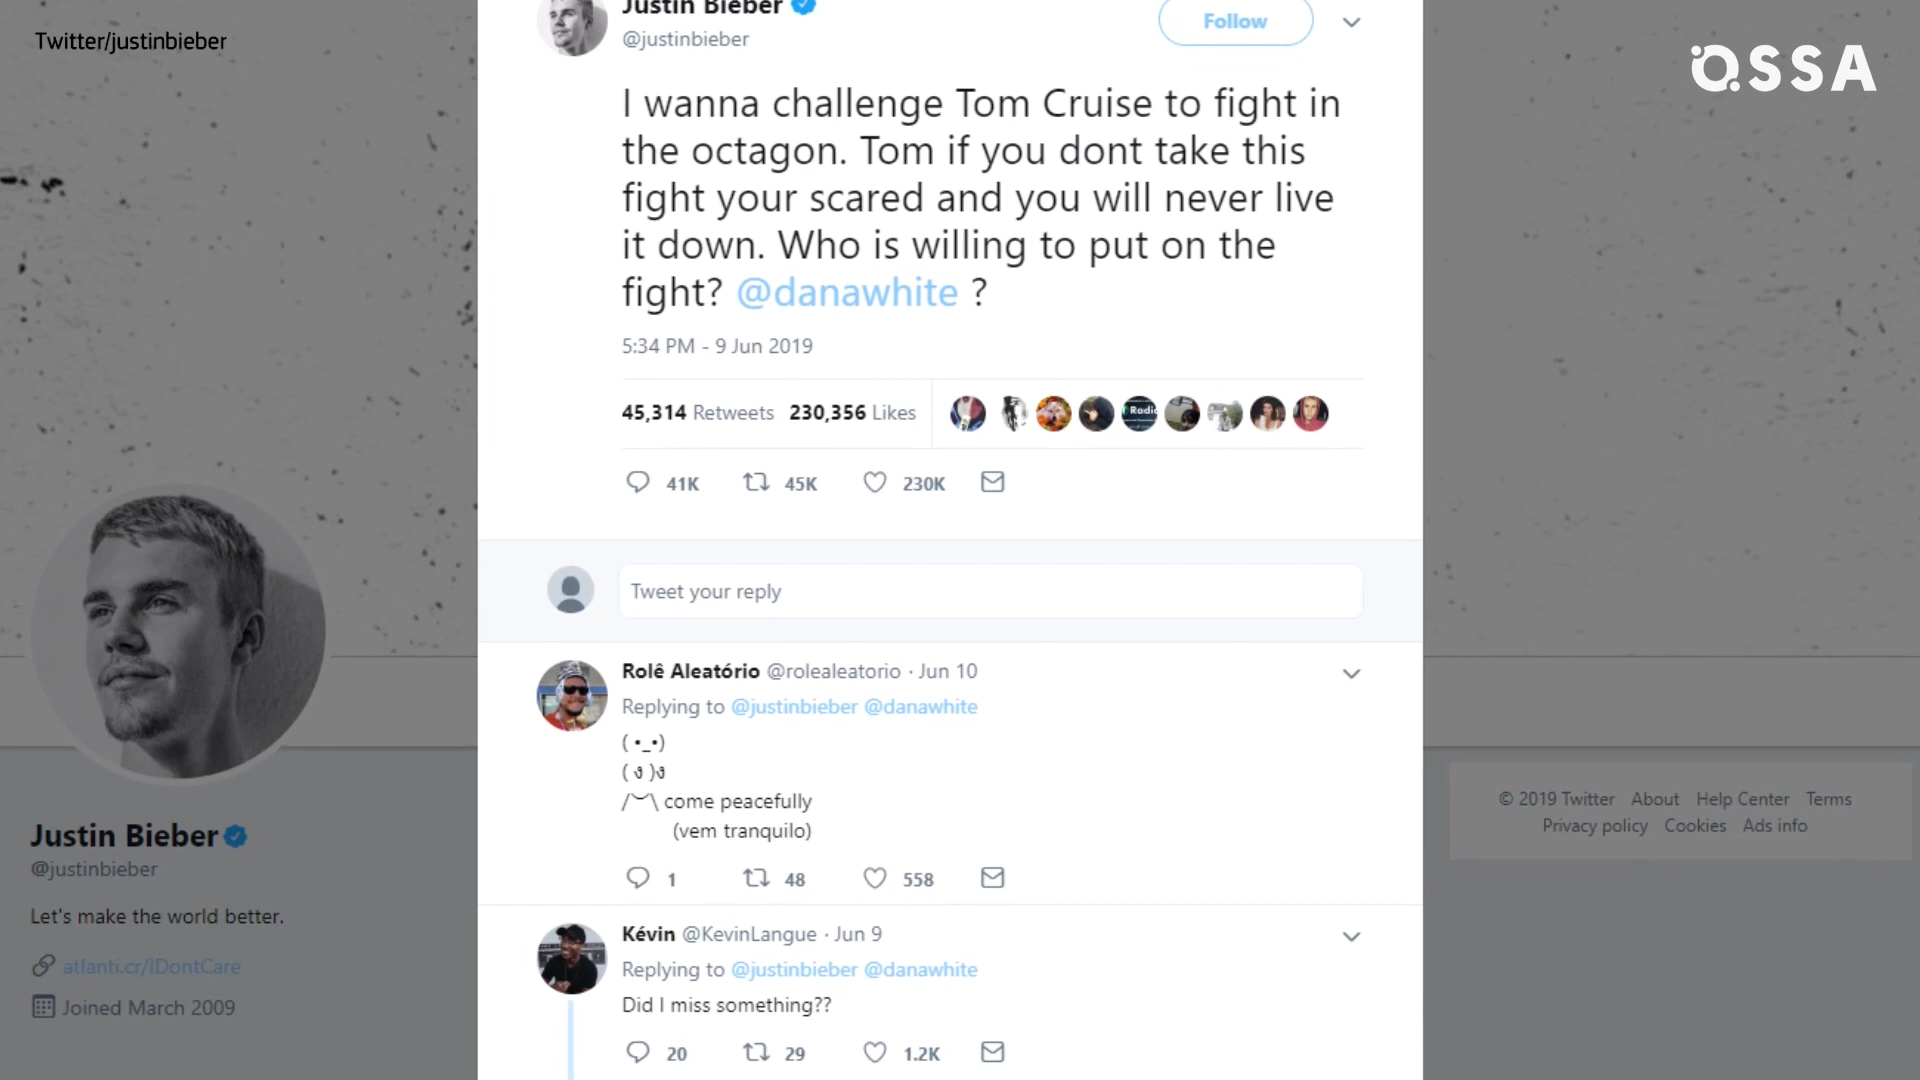 Twitter/justinbieber
QSSA
Justin Bieber
@justinbieber
Follow
I wanna challenge Tom Cruise to fight in
the octagon. Tom if you dont take this
fight your scared and you will never live
it down. Who is willing to put on the
fight? @danawhite ?
5:34 PM - 9 Jun 2019
45,314 Retweets 230,356 Likes
Radio
41K 45K 230K
Tweet your reply
Rolê Aleatório @rolealeatorio · Jun 10
Replying to @justinbieber @danawhite
( •_•)
( ง )ง
/︶\ come peacefully
(vem tranquilo)
1 48 558
Kévin @KevinLangue · Jun 9
Replying to @justinbieber @danawhite
Did I miss something??
20 29 1.2K
Justin Bieber
@justinbieber
Let's make the world better.
atlanti.cr/IDontCare
Joined March 2009
© 2019 Twitter About Help Center Terms
Privacy policy Cookies Ads info